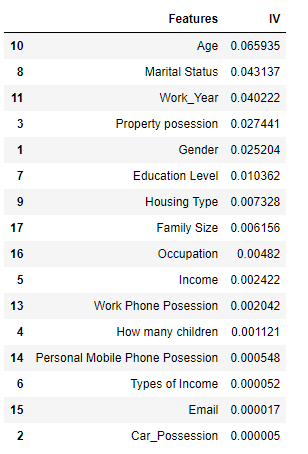 Features IV
10 Age 0.065935
8 Marital Status 0.043137
11 Work_Year 0.040222
3 Property posession 0.027441
1 Gender 0.025204
7 Education Level 0.010362
9 Housing Type 0.007328
17 Family Size 0.006156
16 Occupation 0.00482
5 Income 0.002422
13 Work Phone Posession 0.002042
4 How many children 0.001121
14 Personal Mobile Phone Posession 0.000548
6 Types of Income 0.000052
15 Email 0.000017
2 Car_Possession 0.000005